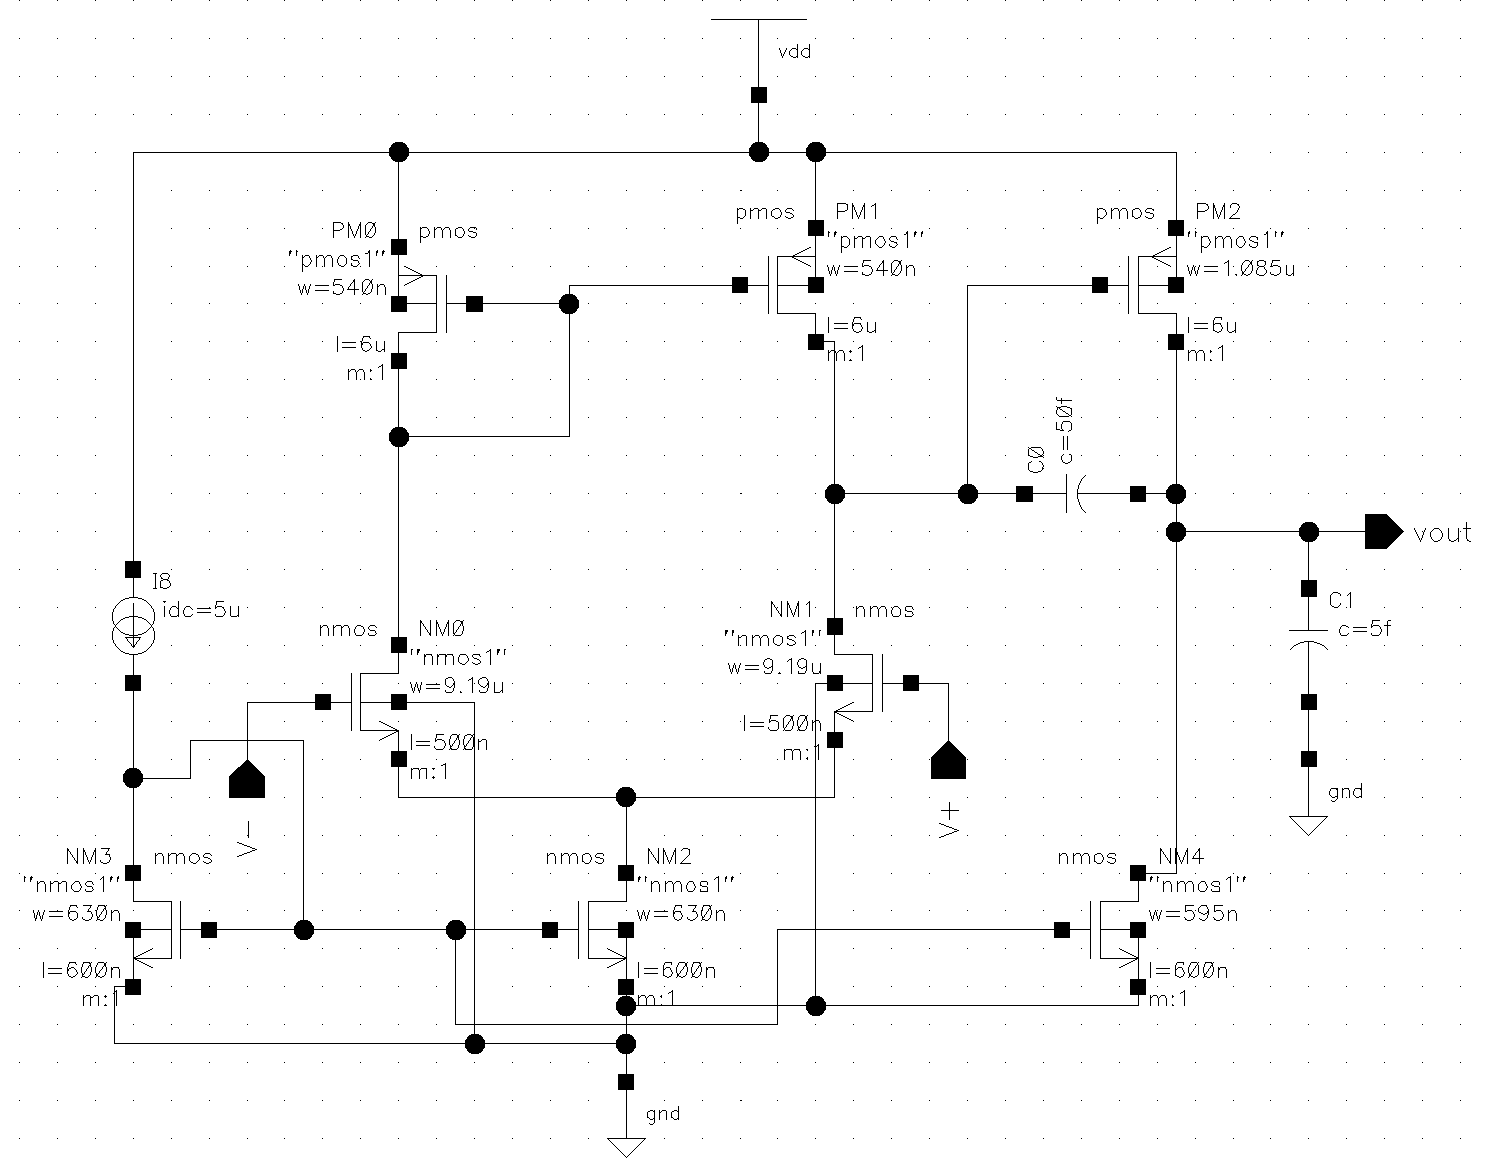 vdd
PMØ
pmos
"pmos1"
w=540n
l=6u
m:1
pmos
PM1
"pmos1"
w=540n
l=6u
m:1
pmos
PM2
"pmos1"
w=1.085u
l=6u
m:1
CØ
c=50f
vout
I8
idc=5u
nmos
NMØ
"nmos1"
w=9.19u
l=500n
m:1
NM1
nmos
"nmos1"
w=9.19u
l=500n
m:1
C1
c=5f
gnd
V-
V+
NM3
nmos
"nmos1"
w=630n
l=600n
m:1
nmos
NM2
"nmos1"
w=630n
l=600n
m:1
nmos
NM4
"nmos1"
w=595n
l=600n
m:1
gnd